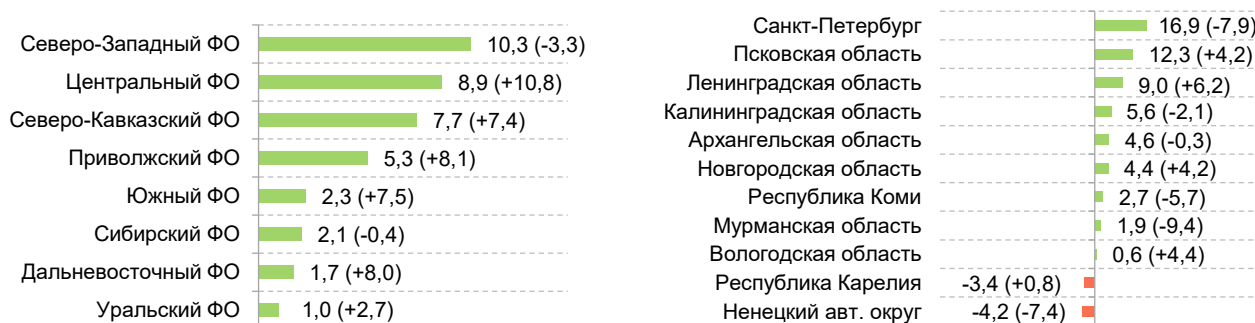 Северо-Западный ФО 10,3 (-3,3)
Центральный ФО 8,9 (+10,8)
Северо-Кавказский ФО 7,7 (+7,4)
Приволжский ФО 5,3 (+8,1)
Южный ФО 2,3 (+7,5)
Сибирский ФО 2,1 (-0,4)
Дальневосточный ФО 1,7 (+8,0)
Уральский ФО 1,0 (+2,7)
Санкт-Петербург 16,9 (-7,9)
Псковская область 12,3 (+4,2)
Ленинградская область 9,0 (+6,2)
Калининградская область 5,6 (-2,1)
Архангельская область 4,6 (-0,3)
Новгородская область 4,4 (+4,2)
Республика Коми 2,7 (-5,7)
Мурманская область 1,9 (-9,4)
Вологодская область 0,6 (+4,4)
Республика Карелия -3,4 (+0,8)
Ненецкий авт. округ -4,2 (-7,4)